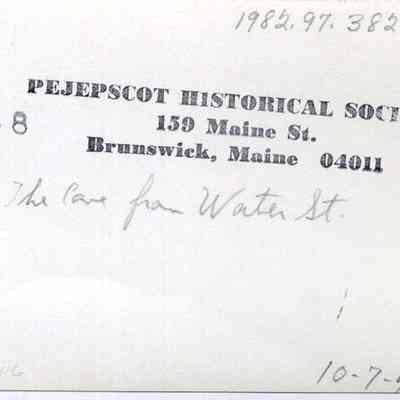 1982.97.382
PEJEPSCOT HISTORICAL SOCI
8
159 Maine St.
Brunswick, Maine 04011
The Cove from Water St.
10-7-